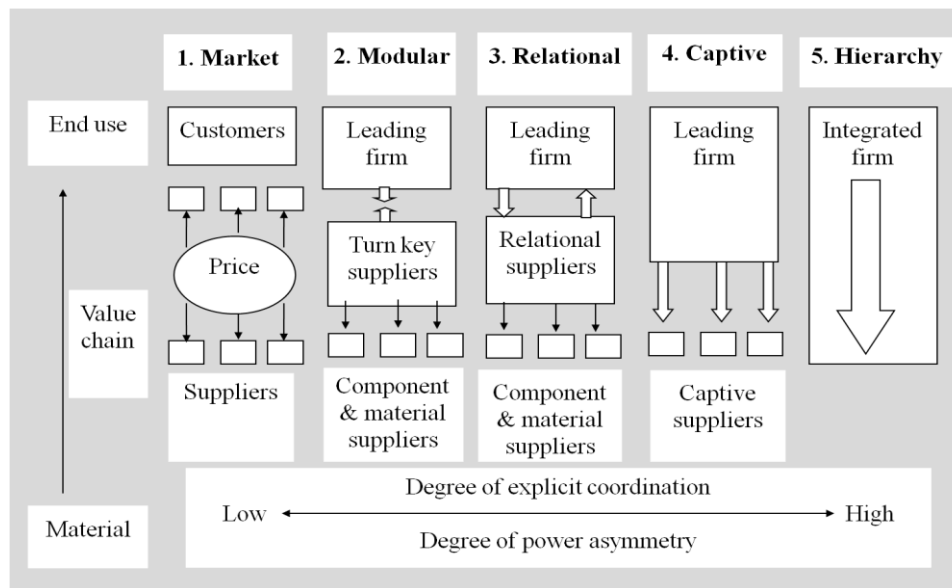 1. Market
2. Modular
3. Relational
4. Captive
5. Hierarchy
End use
Customers
Leading
firm
Leading
firm
Leading
firm
Integrated
firm
Price
Turn key
suppliers
Relational
suppliers
Value
chain
Suppliers
Component
& material
suppliers
Component
& material
suppliers
Captive
suppliers
Material
Degree of explicit coordination
Low
High
Degree of power asymmetry